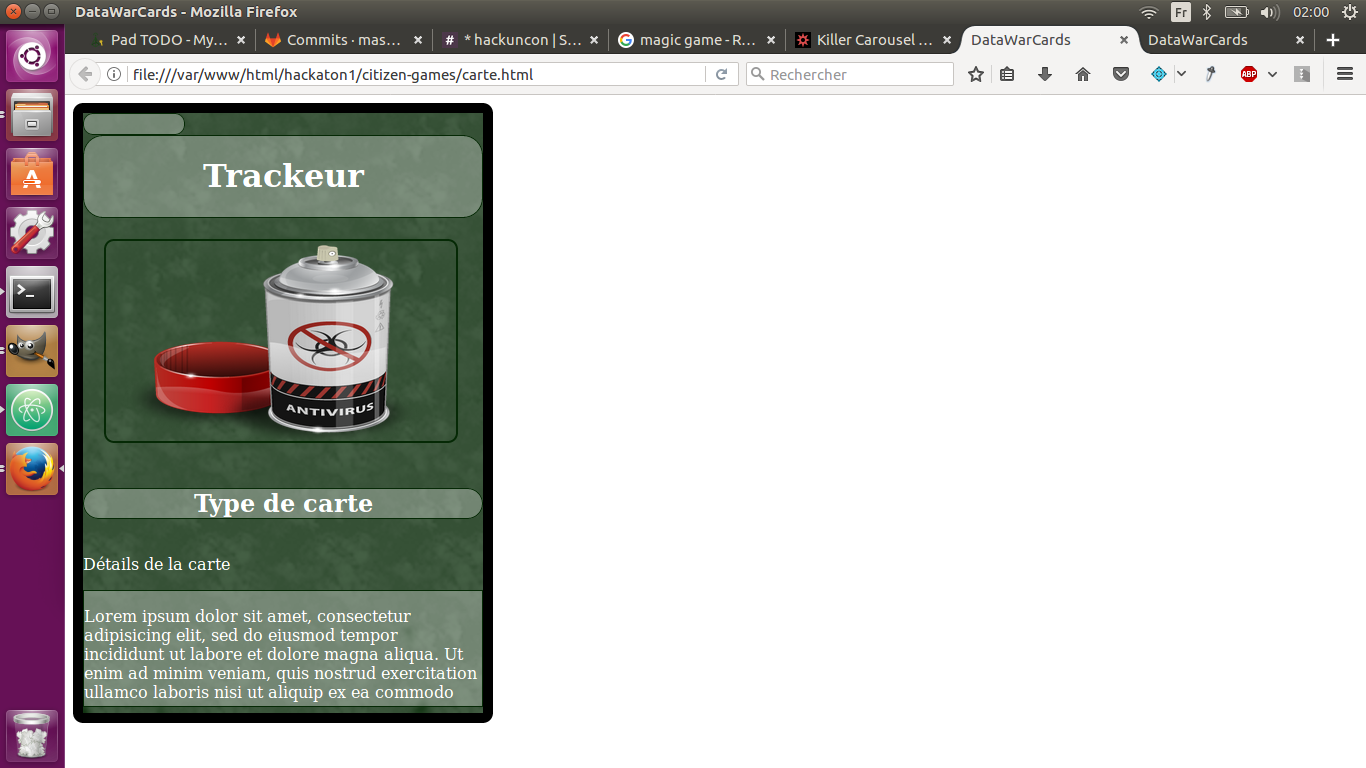 DataWarCards - Mozilla Firefox
Fr
02:00
Pad TODO - My...
Commits · mas...
* hackuncon | S...
magic game - R...
Killer Carousel ...
DataWarCards
DataWarCards
file:///var/www/html/hackaton1/citizen-games/carte.html
Rechercher
ABP
Trackeur
ANTIVIRUS
Type de carte
Détails de la carte
Lorem ipsum dolor sit amet, consectetur
adipisicing elit, sed do eiusmod tempor
incididunt ut labore et dolore magna aliqua. Ut
enim ad minim veniam, quis nostrud exercitation
ullamco laboris nisi ut aliquip ex ea commodo